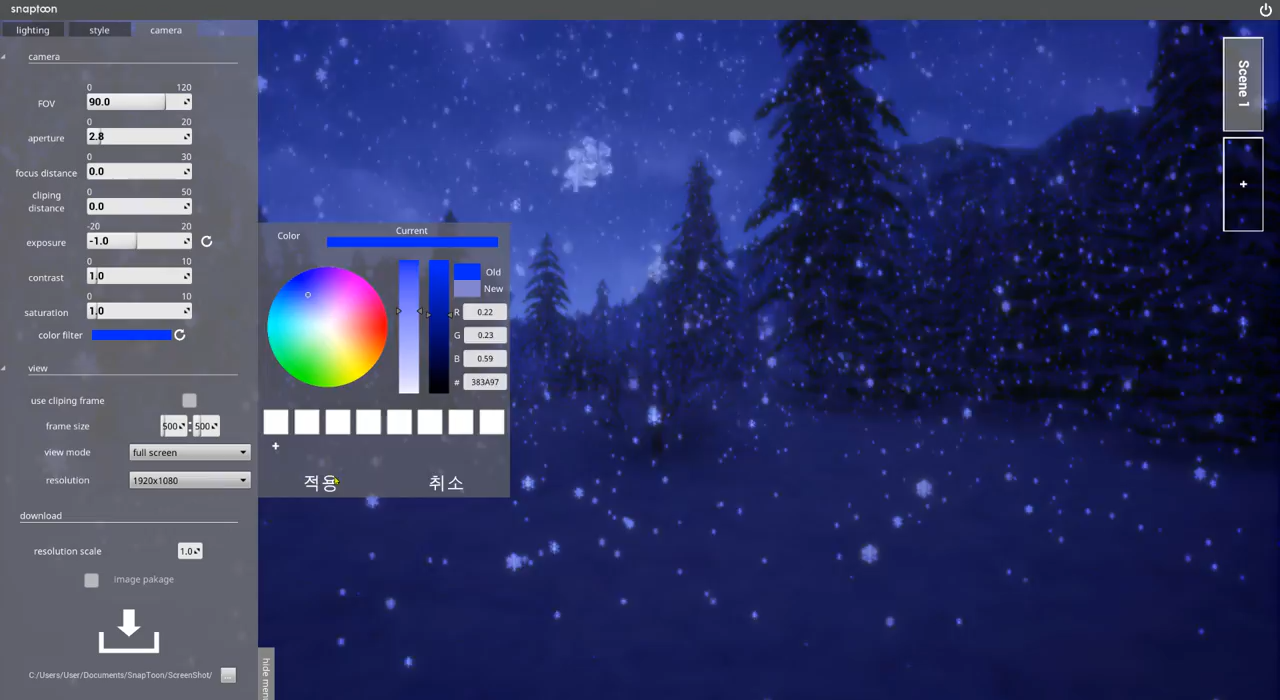 snaptoon
lighting style camera
camera
0 120
FOV 90.0
0 20
aperture 2.8
0 30
focus distance 0.0
0 50
cliping distance 0.0
-20 20
exposure -1.0
0 10
contrast 1.0
0 10
saturation 1.0
color filter
view
use cliping frame
frame size 500 : 500
view mode full screen
resolution 1920x1080
download
resolution scale 1.0
image pakage
C:/Users/User/Documents/SnapToon/ScreenShot/ ...
hide menu
Color Current
Old
New
R 0.22
G 0.23
B 0.59
# 383A97
+
적용 취소
Scene 1
+